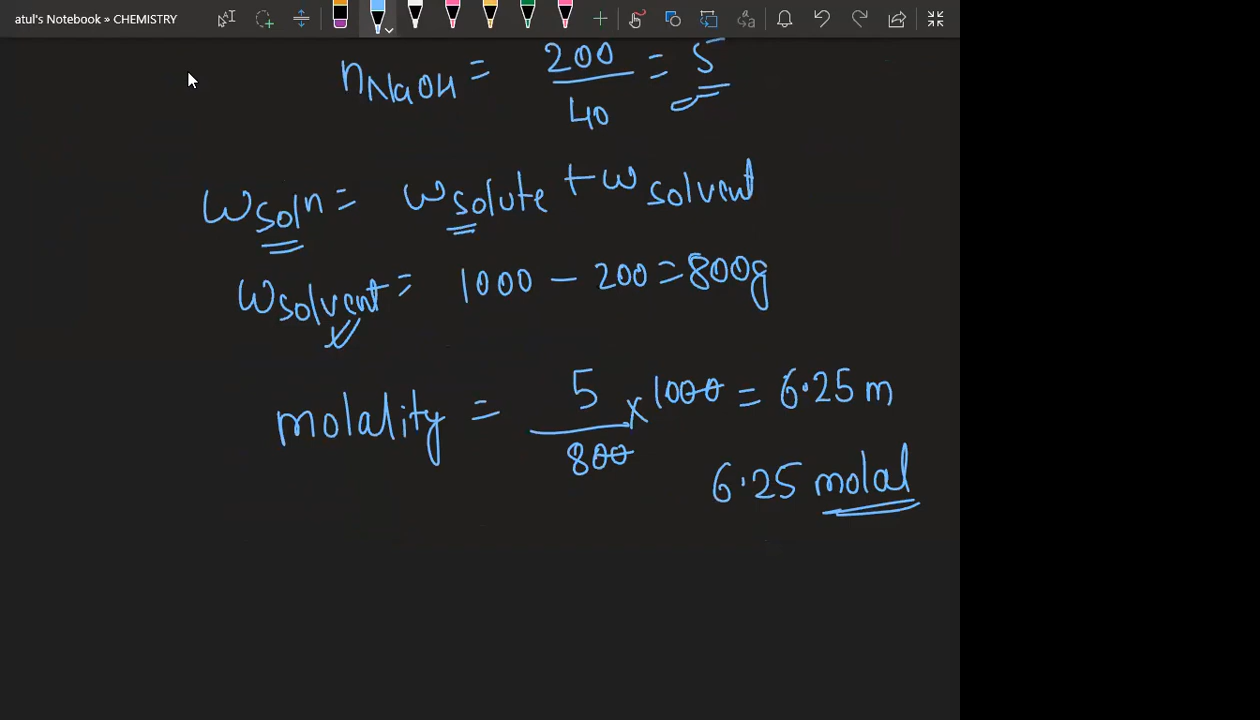 atul's Notebook » CHEMISTRY
nNaOH = 200/40 = 5
Wsoln = Wsolute + Wsolvent
Wsolvent = 1000 - 200 = 800g
molality = 5/800 x 1000 = 6.25 m
6.25 molal